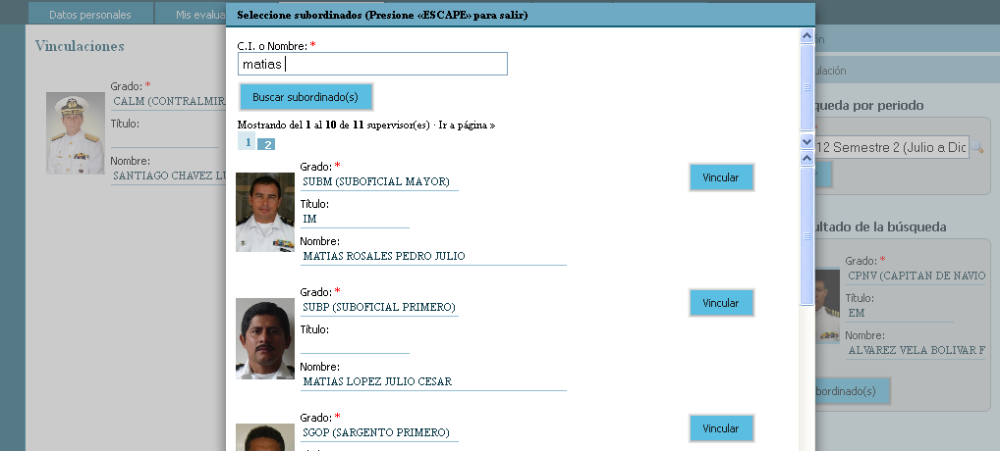 Datos personales
Mis evalua
Vinculaciones
Grado: *
CALM (CONTRALMIR
Título:
Nombre:
SANTIAGO CHAVEZ LU
Seleccione subordinados (Presione «ESCAPE» para salir)
C.I. o Nombre: *
matias
Buscar subordinado(s)
Mostrando del 1 al 10 de 11 supervisor(es) · Ir a página »
1 2
Grado: *
SUBM (SUBOFICIAL MAYOR)
Vincular
Título:
IM
Nombre:
MATIAS ROSALES PEDRO JULIO
Grado: *
SUBP (SUBOFICIAL PRIMERO)
Vincular
Título:
Nombre:
MATIAS LOPEZ JULIO CESAR
Grado: *
SGOP (SARGENTO PRIMERO)
Vincular
ón
ulación
queda por periodo
*
12 Semestre 2 (Julio a Dic
ultado de la búsqueda
Grado: *
CPNV (CAPITAN DE NAVIO
Título:
EM
Nombre:
ALVAREZ VELA BOLIVAR F
bordinado(s)